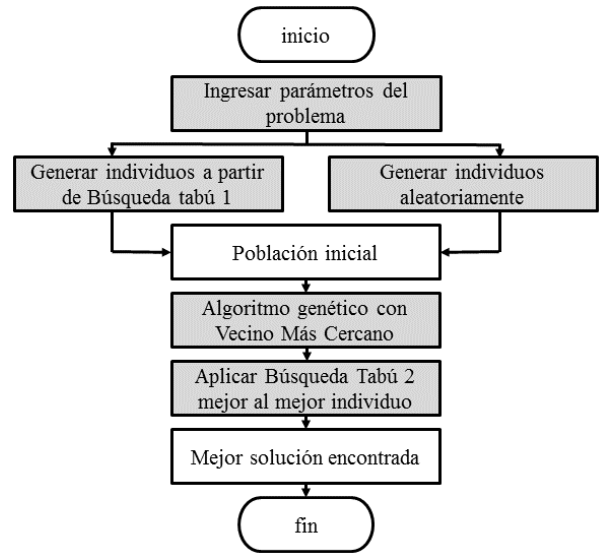 inicio
Ingresar parámetros del
problema
Generar individuos a partir
de Búsqueda tabú 1
Generar individuos
aleatoriamente
Población inicial
Algoritmo genético con
Vecino Más Cercano
Aplicar Búsqueda Tabú 2
mejor al mejor individuo
Mejor solución encontrada
fin